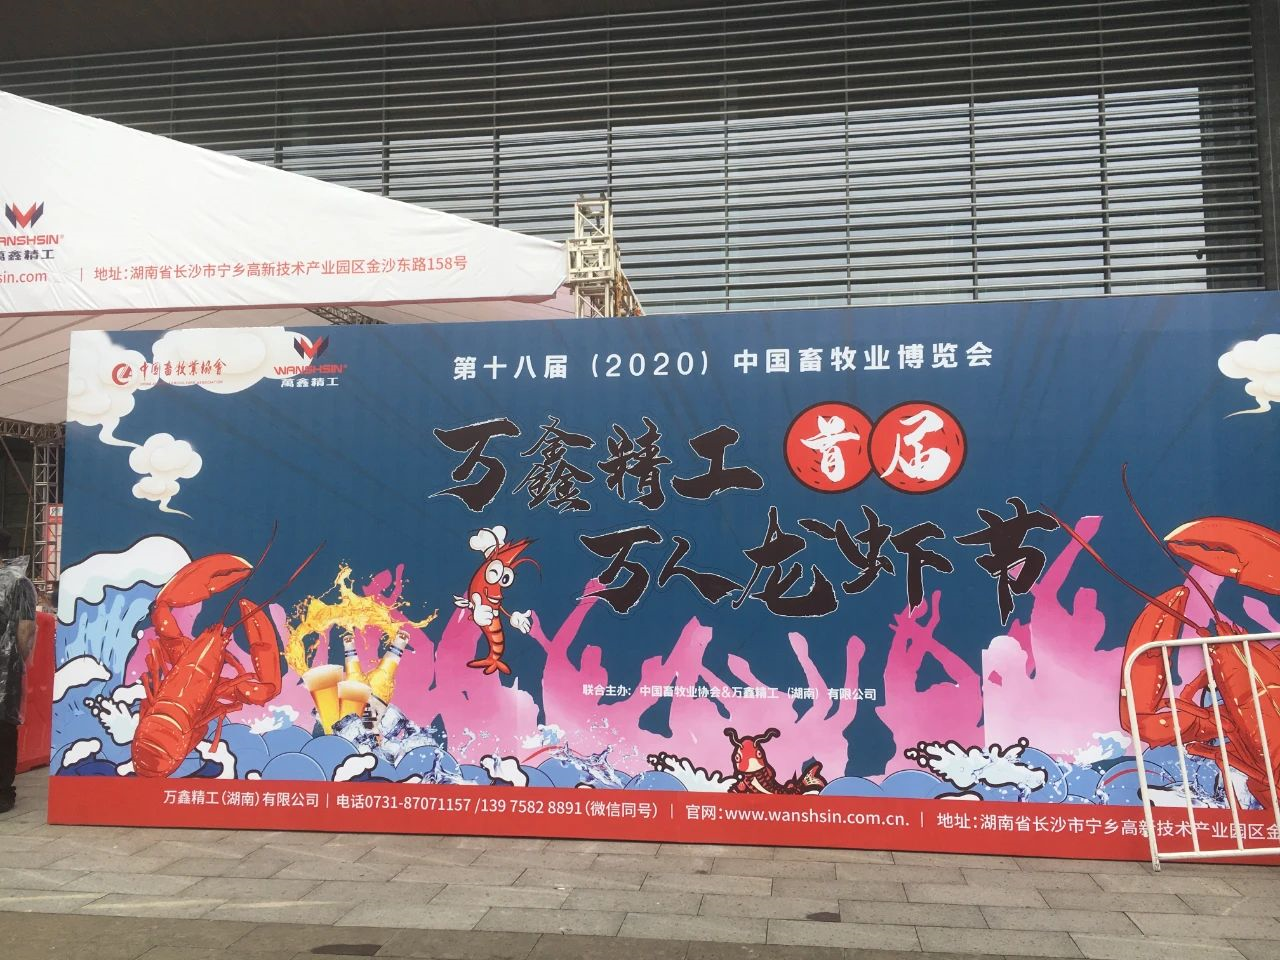 WANSHSIN
萬鑫精工
sin.com | 地址:湖南省长沙市宁乡高新技术产业园区金沙东路158号
中国畜牧業協會
WANSHSIN
萬鑫精工
第十八届（2020）中国畜牧业博览会
万鑫精工 首届
万人龙虾节
联合主办：中国畜牧业协会&万鑫精工（湖南）有限公司
万鑫精工（湖南）有限公司 | 电话0731-87071157 /139 7582 8891（微信同号） | 官网：www.wanshsin.com.cn. | 地址：湖南省长沙市宁乡高新技术产业园区金